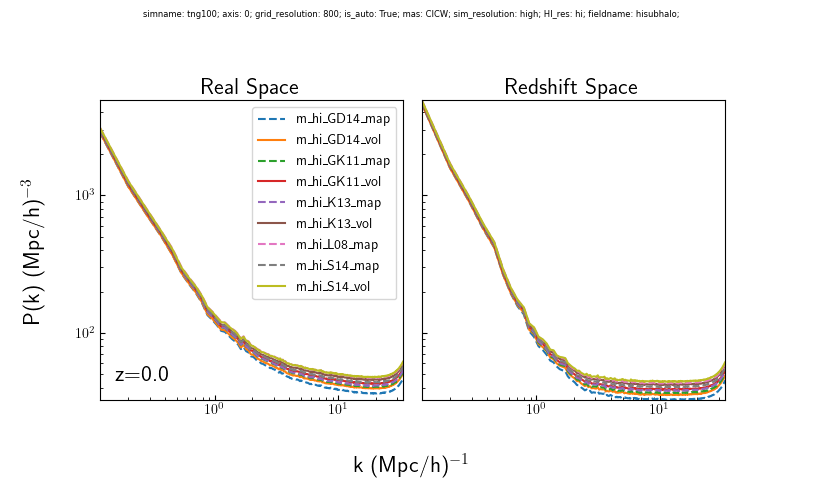 simname: tng100; axis: 0; grid_resolution: 800; is_auto: True; mas: CICW; sim_resolution: high; HI_res: hi; fieldname: hisubhalo;
Real Space
Redshift Space
m_hi_GD14_map
m_hi_GD14_vol
m_hi_GK11_map
m_hi_GK11_vol
m_hi_K13_map
m_hi_K13_vol
m_hi_L08_map
m_hi_S14_map
m_hi_S14_vol
P(k) (Mpc/h)⁻³
10³
10²
z=0.0
10⁰ 10¹
10⁰ 10¹
k (Mpc/h)⁻¹